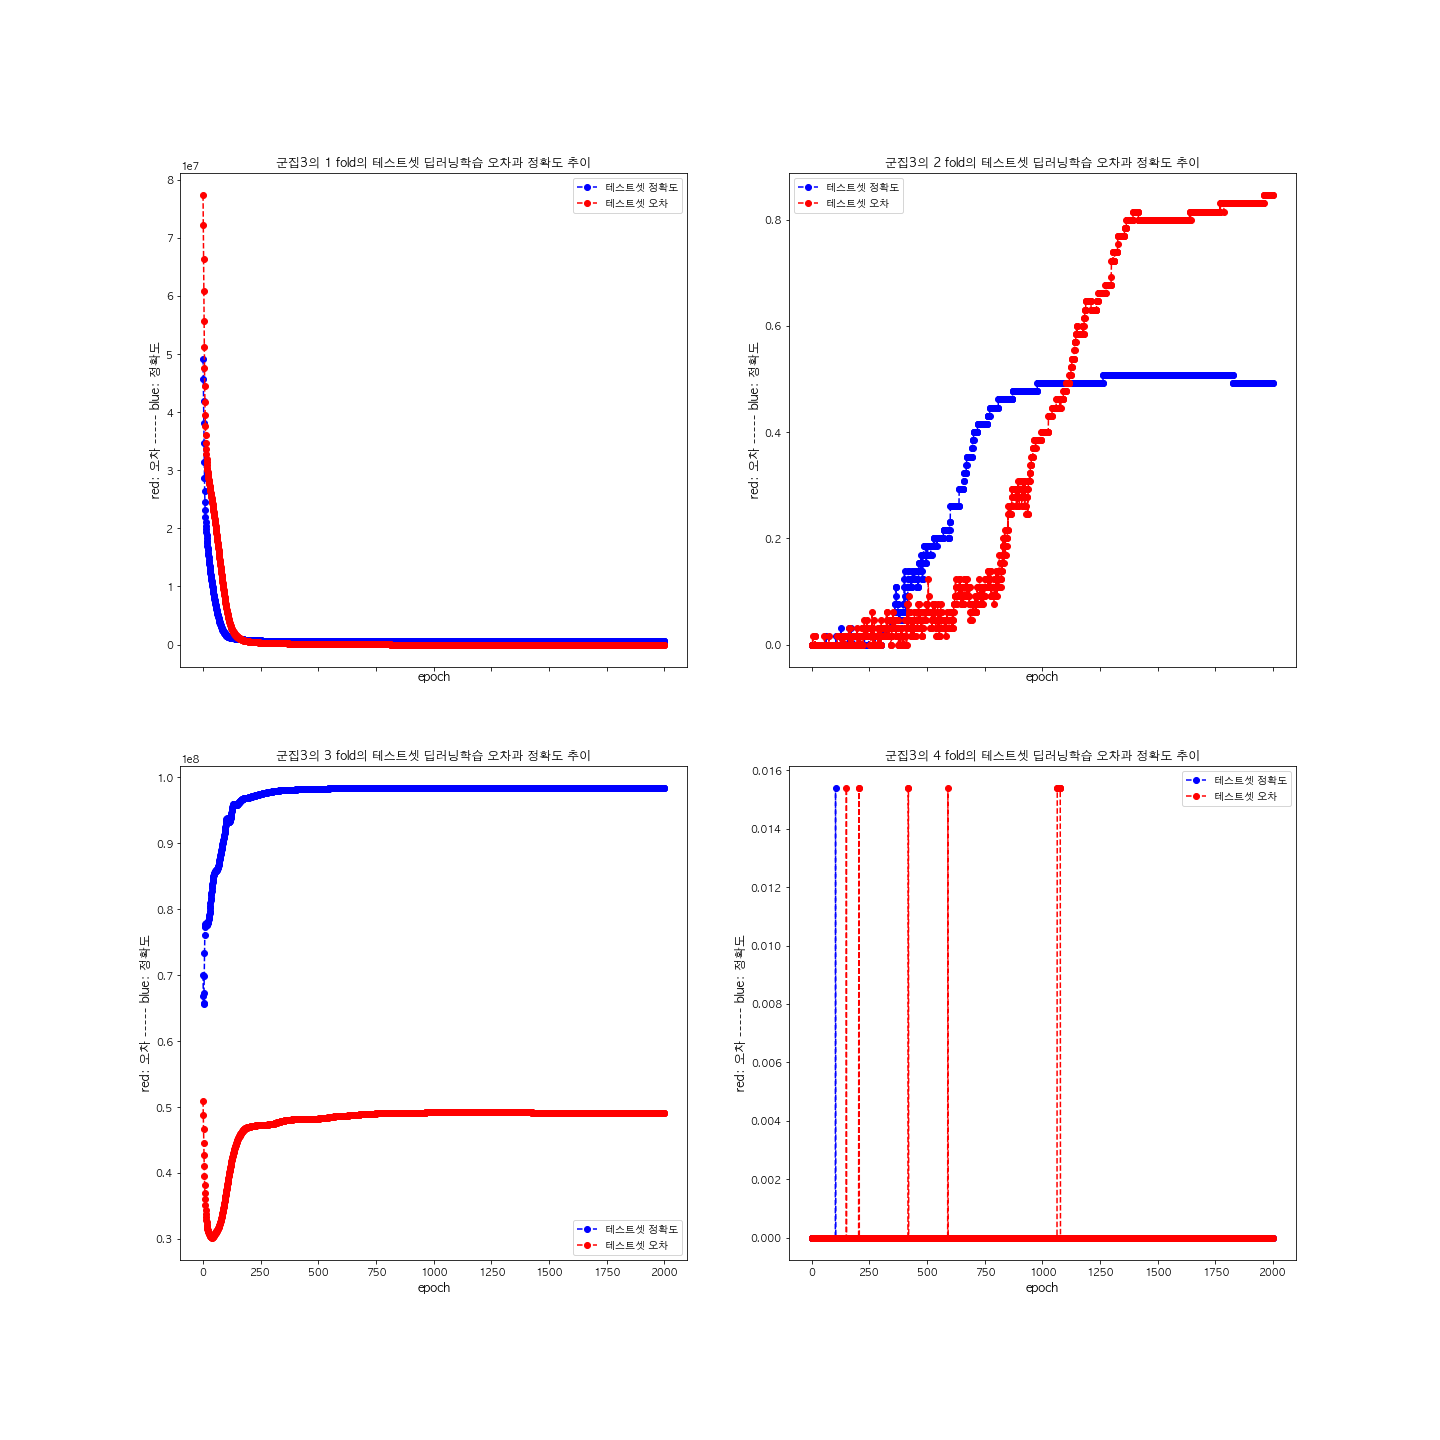 군집3의 1 fold의 테스트셋 딥러닝학습 오차과 정확도 추이
1e7
8
7
6
5
4
3
2
1
0
red: 오차 ----- blue: 정확도
테스트셋 정확도
테스트셋 오차
epoch
군집3의 2 fold의 테스트셋 딥러닝학습 오차과 정확도 추이
0.8
0.6
0.4
0.2
0.0
red: 오차 ----- blue: 정확도
테스트셋 정확도
테스트셋 오차
epoch
군집3의 3 fold의 테스트셋 딥러닝학습 오차과 정확도 추이
1e8
1.0
0.9
0.8
0.7
0.6
0.5
0.4
0.3
red: 오차 ----- blue: 정확도
테스트셋 정확도
테스트셋 오차
0 250 500 750 1000 1250 1500 1750 2000
epoch
군집3의 4 fold의 테스트셋 딥러닝학습 오차과 정확도 추이
0.016
0.014
0.012
0.010
0.008
0.006
0.004
0.002
0.000
red: 오차 ----- blue: 정확도
테스트셋 정확도
테스트셋 오차
0 250 500 750 1000 1250 1500 1750 2000
epoch